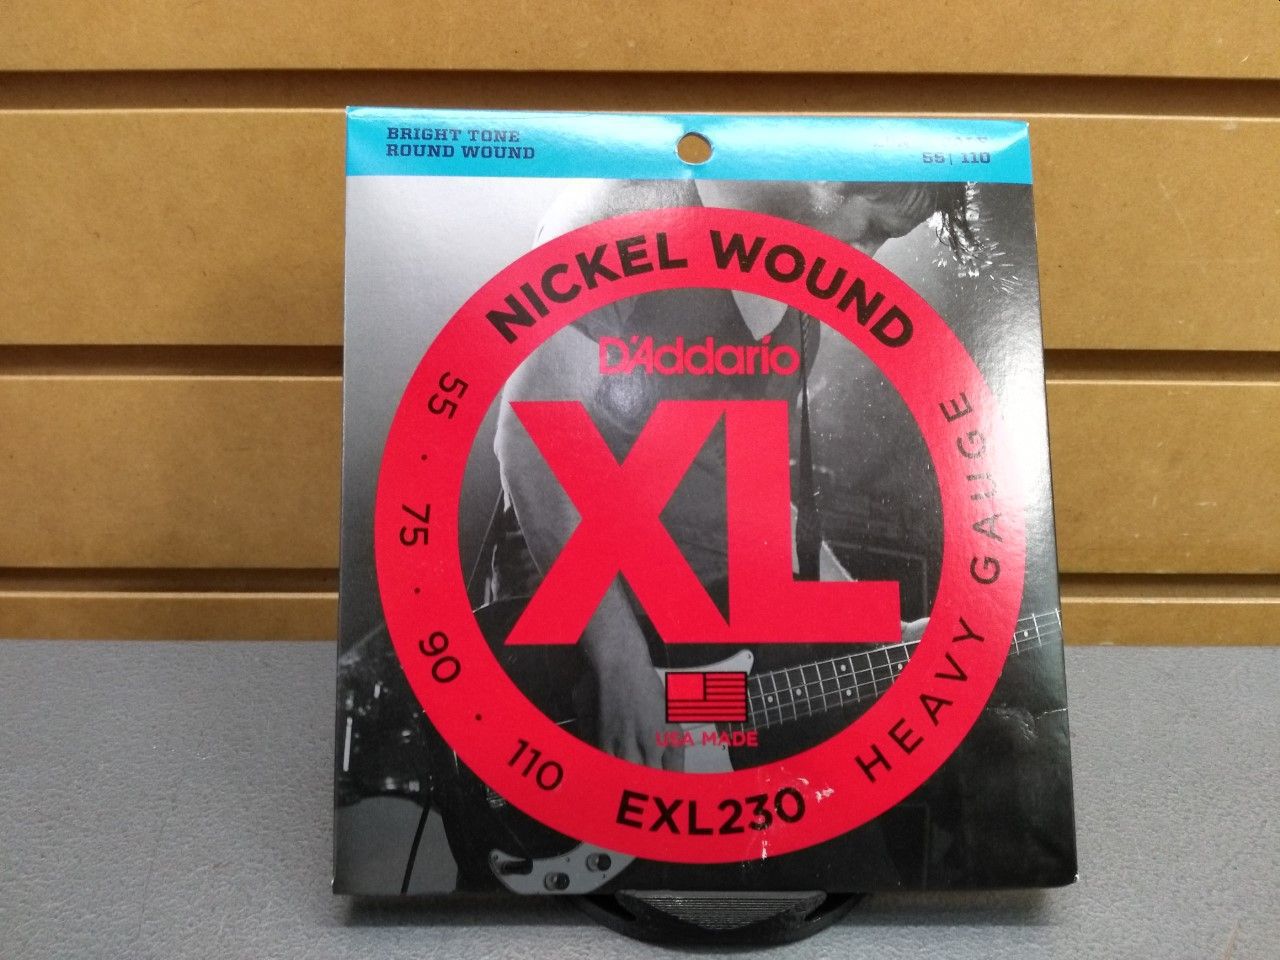 BRIGHT TONE
ROUND WOUND
55 | 110
NICKEL WOUND
D'Addario
XL
55 · 75 · 90 · 110
HEAVY GAUGE
USA MADE
EXL230